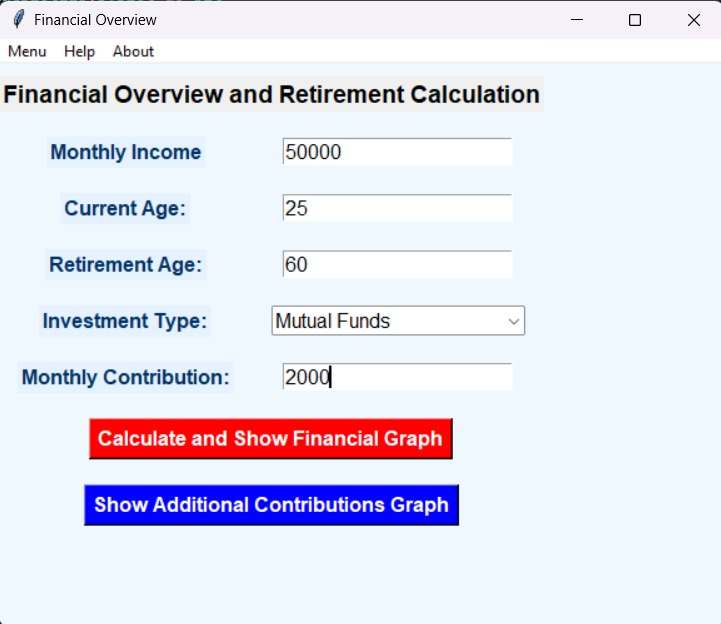 Financial Overview
Menu Help About
Financial Overview and Retirement Calculation
Monthly Income 50000
Current Age: 25
Retirement Age: 60
Investment Type: Mutual Funds
Monthly Contribution: 2000
Calculate and Show Financial Graph
Show Additional Contributions Graph